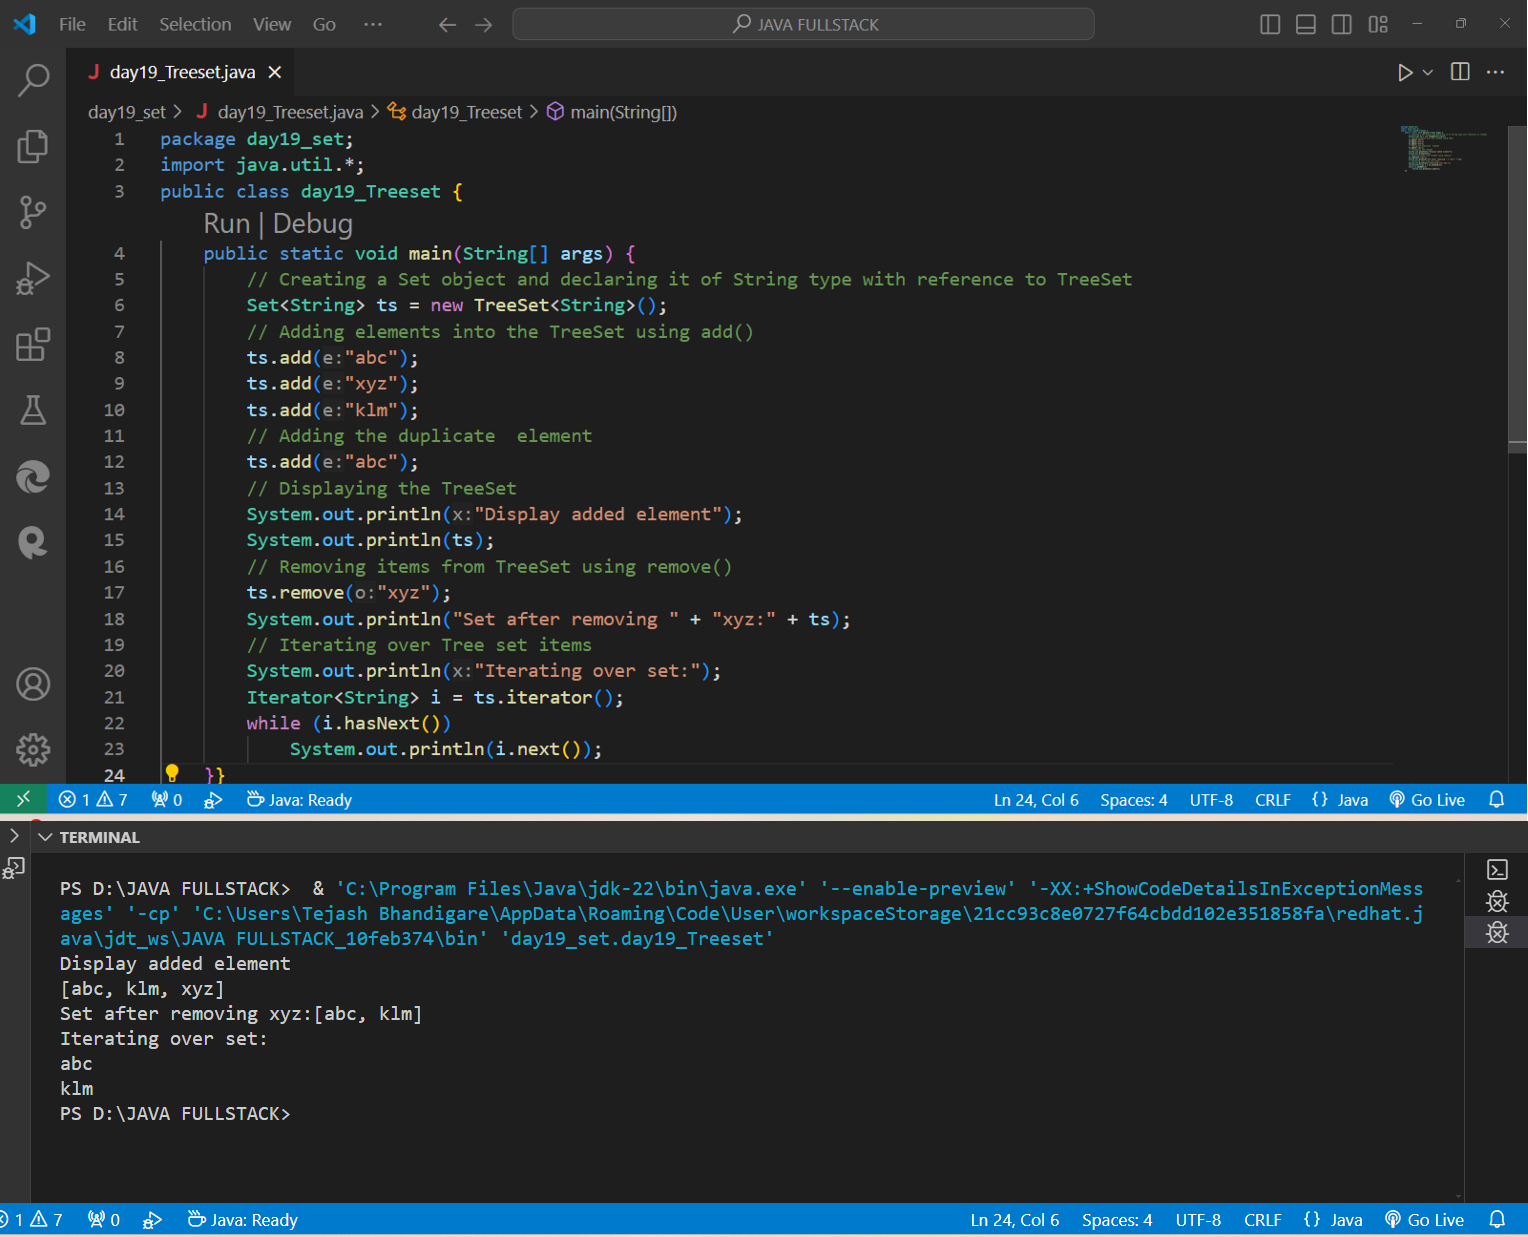 File Edit Selection View Go ··· JAVA FULLSTACK
J day19_Treeset.java
day19_set > J day19_Treeset.java > day19_Treeset > main(String[])
1 package day19_set;
2 import java.util.*;
3 public class day19_Treeset {
Run | Debug
4 public static void main(String[] args) {
5 // Creating a Set object and declaring it of String type with reference to TreeSet
6 Set<String> ts = new TreeSet<String>();
7 // Adding elements into the TreeSet using add()
8 ts.add(e:"abc");
9 ts.add(e:"xyz");
10 ts.add(e:"klm");
11 // Adding the duplicate  element
12 ts.add(e:"abc");
13 // Displaying the TreeSet
14 System.out.println(x:"Display added element");
15 System.out.println(ts);
16 // Removing items from TreeSet using remove()
17 ts.remove(o:"xyz");
18 System.out.println("Set after removing " + "xyz:" + ts);
19 // Iterating over Tree set items
20 System.out.println(x:"Iterating over set:");
21 Iterator<String> i = ts.iterator();
22 while (i.hasNext())
23 System.out.println(i.next());
24 }}
1 7 0 Java: Ready Ln 24, Col 6 Spaces: 4 UTF-8 CRLF {} Java Go Live
TERMINAL
PS D:\JAVA FULLSTACK>  & 'C:\Program Files\Java\jdk-22\bin\java.exe' '--enable-preview' '-XX:+ShowCodeDetailsInExceptionMess
ages' '-cp' 'C:\Users\Tejash Bhandigare\AppData\Roaming\Code\User\workspaceStorage\21cc93c8e0727f64cbdd102e351858fa\redhat.j
ava\jdt_ws\JAVA FULLSTACK_10feb374\bin' 'day19_set.day19_Treeset'
Display added element
[abc, klm, xyz]
Set after removing xyz:[abc, klm]
Iterating over set:
abc
klm
PS D:\JAVA FULLSTACK>
1 7 0 Java: Ready Ln 24, Col 6 Spaces: 4 UTF-8 CRLF {} Java Go Live